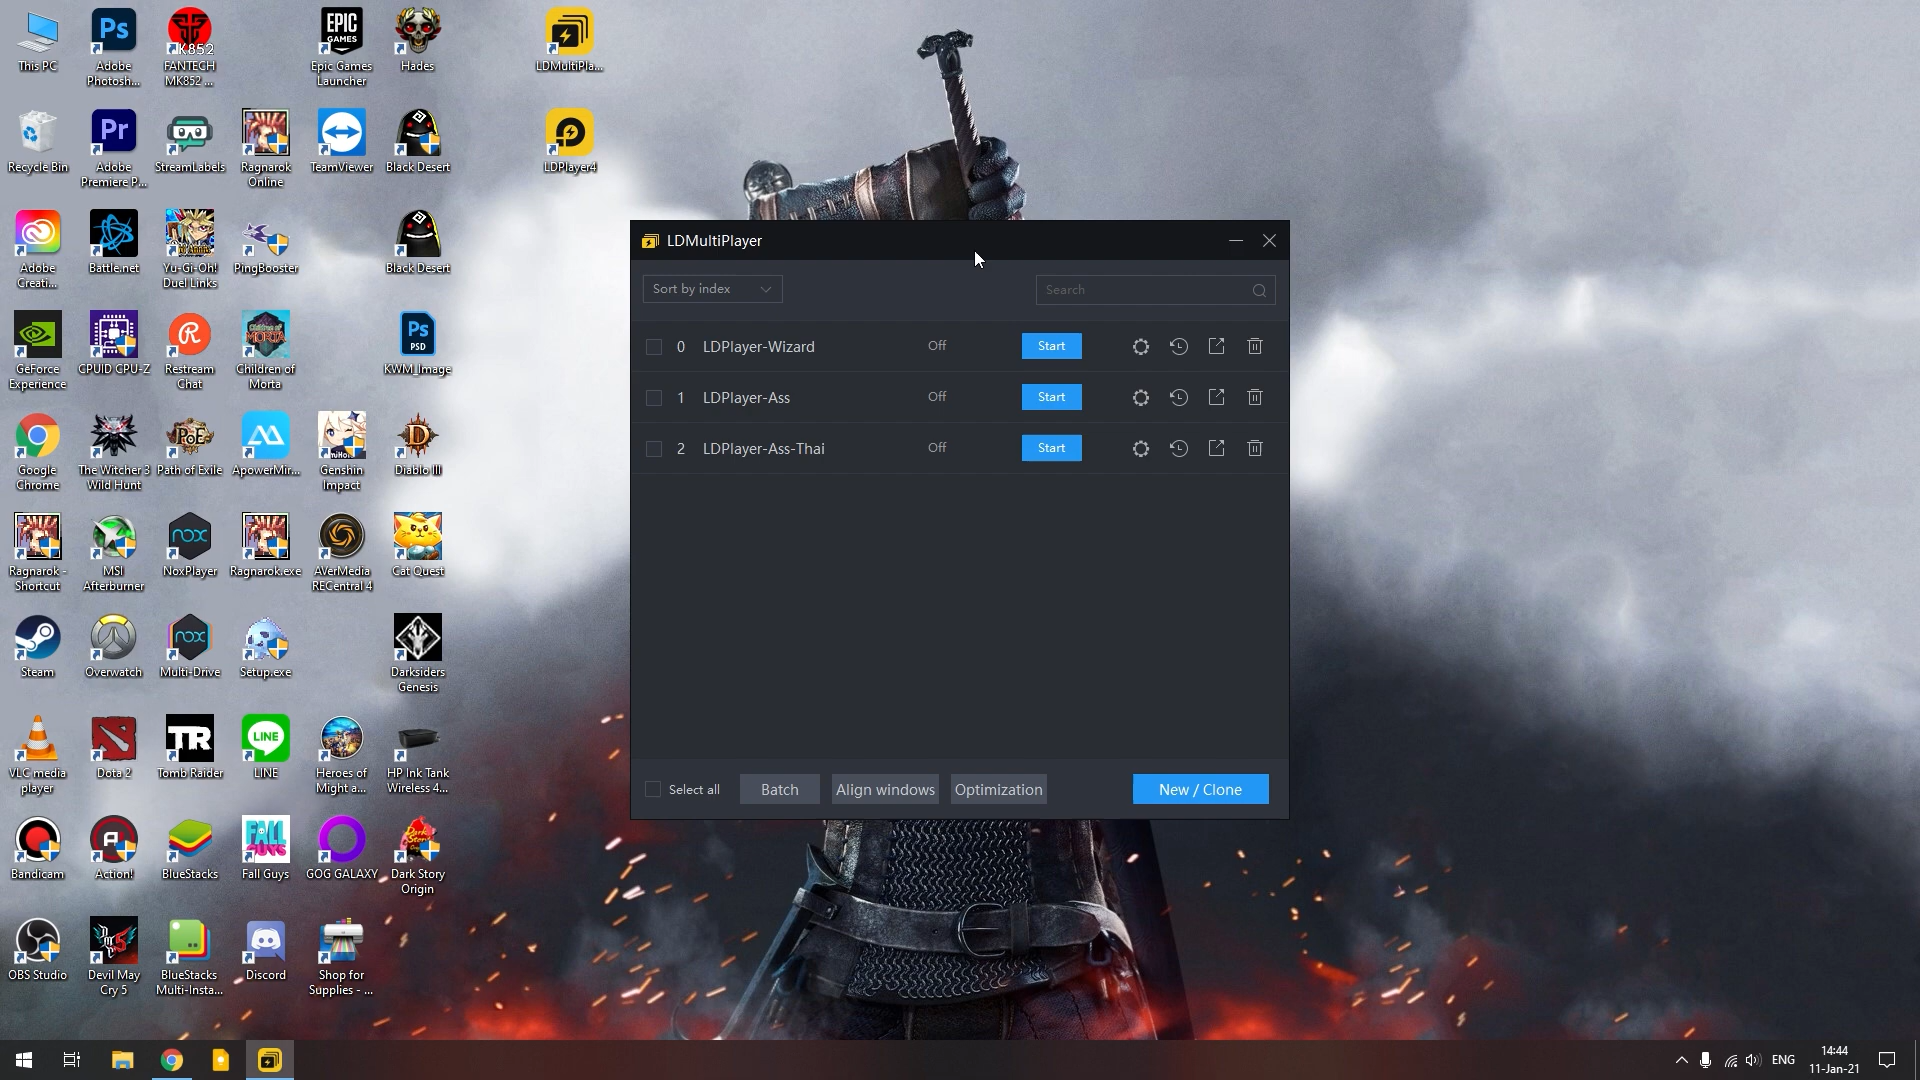 This PC
Adobe
Photosh...
K852
FANTECH
MK852 ...
EPIC
GAMES
Epic Games
Launcher
Hades
LDMultiPla...
Recycle Bin
Adobe
Premiere P...
StreamLabels
Ragnarok
Online
TeamViewer
Black Desert
LDPlayer4
Adobe
Creati...
Battle.net
Yu-Gi-Oh!
Duel Links
PingBooster
Black Desert
GeForce
Experience
CPUID CPU-Z
Restream
Chat
Children of
Morta
PSD
KWM_Image
Google
Chrome
The Witcher 3
Wild Hunt
Path of Exile
ApowerMir...
Genshin
Impact
Diablo III
Ragnarok -
Shortcut
MSI
Afterburner
NoxPlayer
Ragnarok.exe
AVerMedia
RECentral 4
Cat Quest
Steam
Overwatch
Multi-Drive
Setup.exe
Darksiders
Genesis
VLC media
player
Dota 2
Tomb Raider
LINE
Heroes of
Might a...
HP Ink Tank
Wireless 4...
Bandicam
Action!
BlueStacks
Fall Guys
GOG GALAXY
Dark Story
Origin
OBS Studio
Devil May
Cry 5
BlueStacks
Multi-Insta...
Discord
Shop for
Supplies - ...
LDMultiPlayer
Sort by index
Search
0 LDPlayer-Wizard Off Start
1 LDPlayer-Ass Off Start
2 LDPlayer-Ass-Thai Off Start
Select all Batch Align windows Optimization New / Clone
ENG
14:44
11-Jan-21